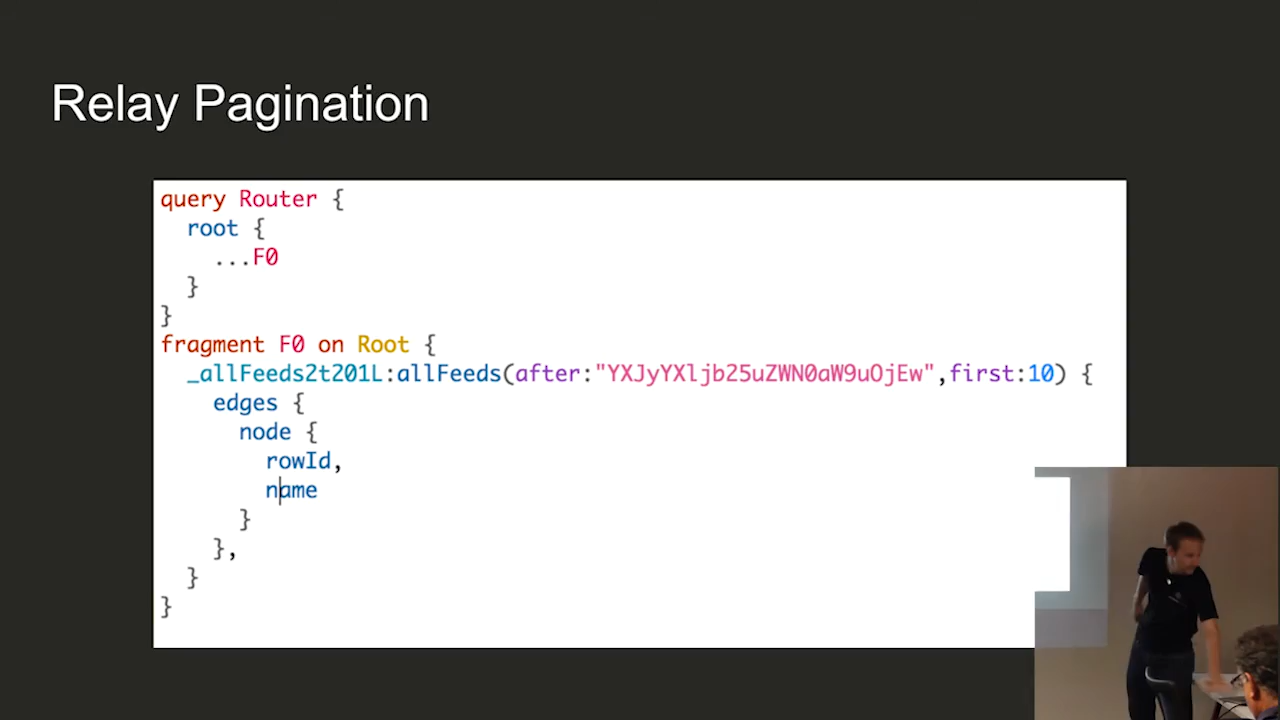 Relay Pagination
query Router {
root {
...F0
}
}
fragment F0 on Root {
_allFeeds2t201L:allFeeds(after:"YXJyYXljb25uZWN0aW9uOjEw",first:10) {
edges {
node {
rowId,
name
}
},
}
}